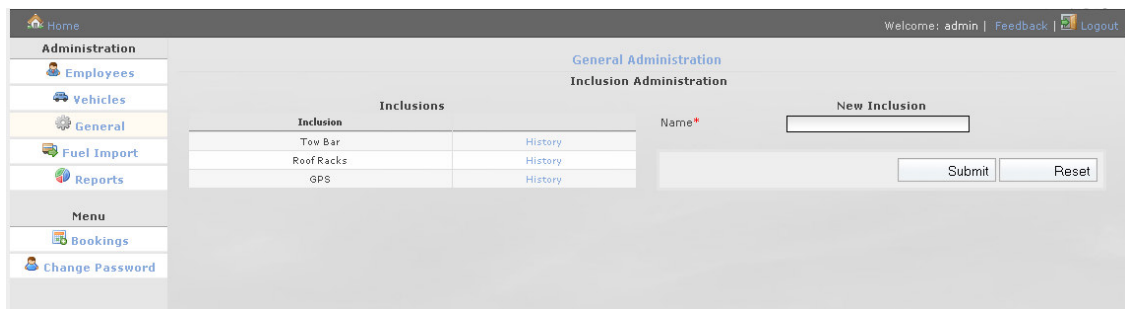 Home
Welcome: admin | Feedback | Logout
Administration
Employees
Vehicles
General
Fuel Import
Reports
Menu
Bookings
Change Password
General Administration
Inclusion Administration
Inclusions
Inclusion
Tow Bar History
Roof Racks History
GPS History
New Inclusion
Name*
Submit Reset